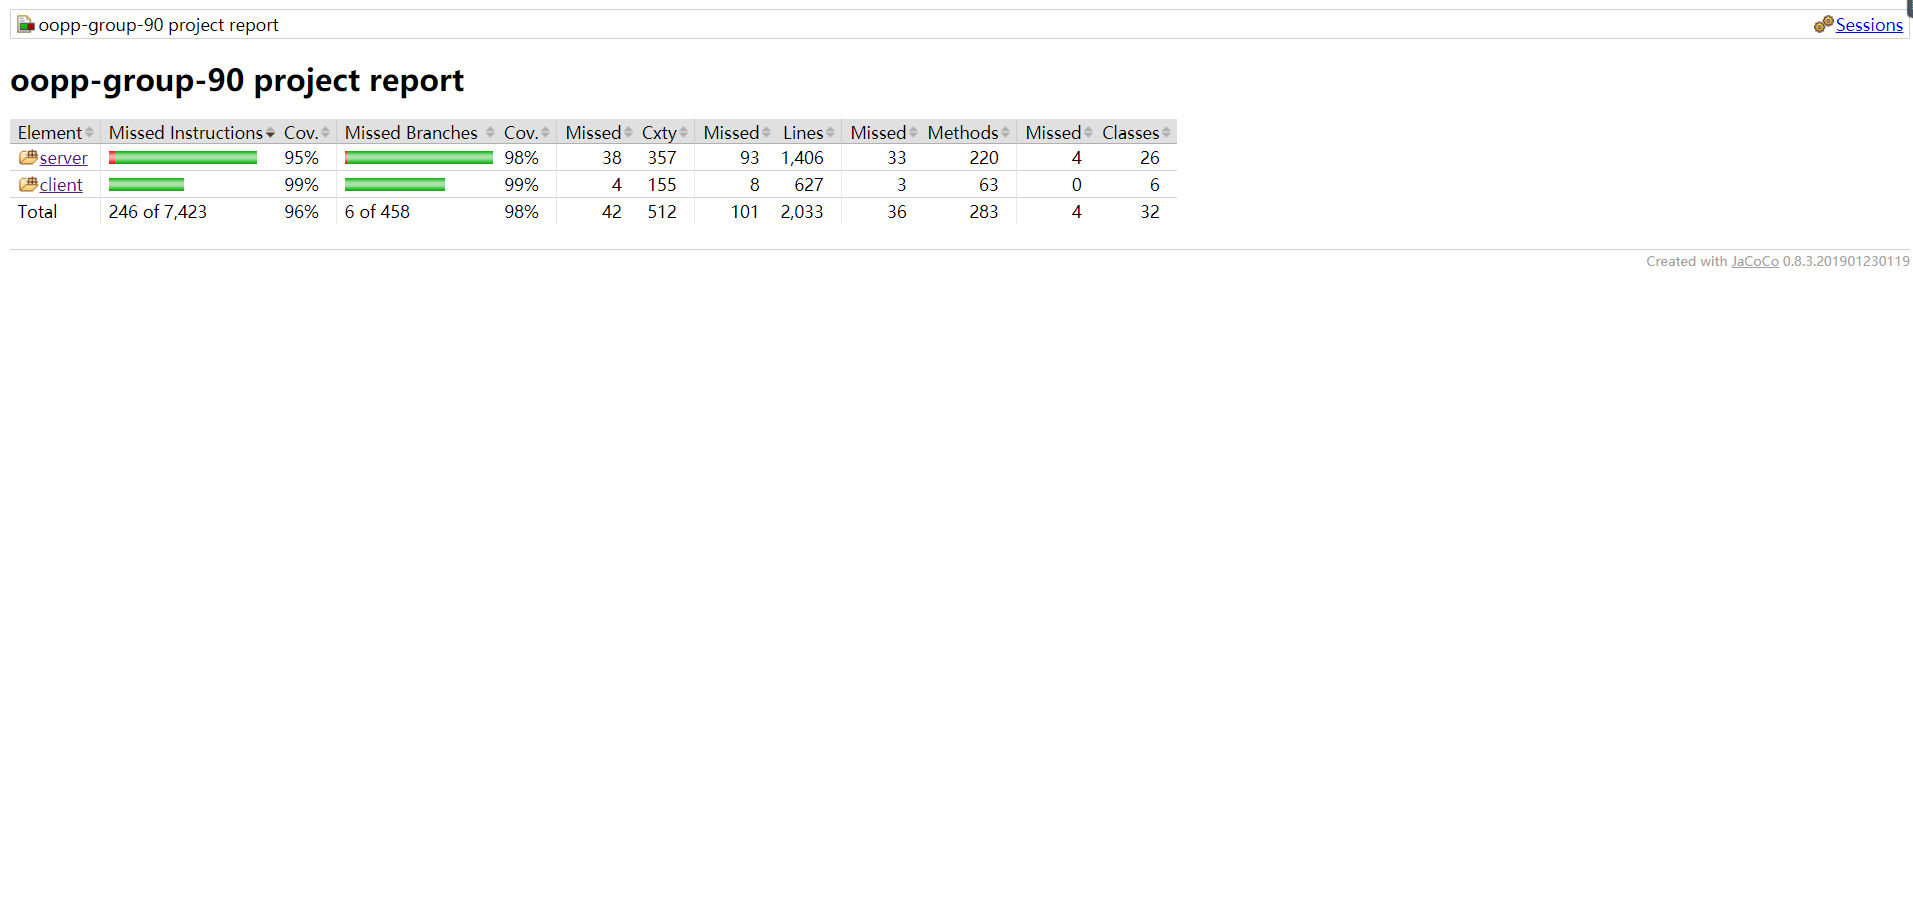 oopp-group-90 project report Sessions
oopp-group-90 project report
Element Missed Instructions Cov. Missed Branches Cov. Missed Cxty Missed Lines Missed Methods Missed Classes
server 95% 98% 38 357 93 1,406 33 220 4 26
client 99% 99% 4 155 8 627 3 63 0 6
Total 246 of 7,423 96% 6 of 458 98% 42 512 101 2,033 36 283 4 32
Created with JaCoCo 0.8.3.201901230119